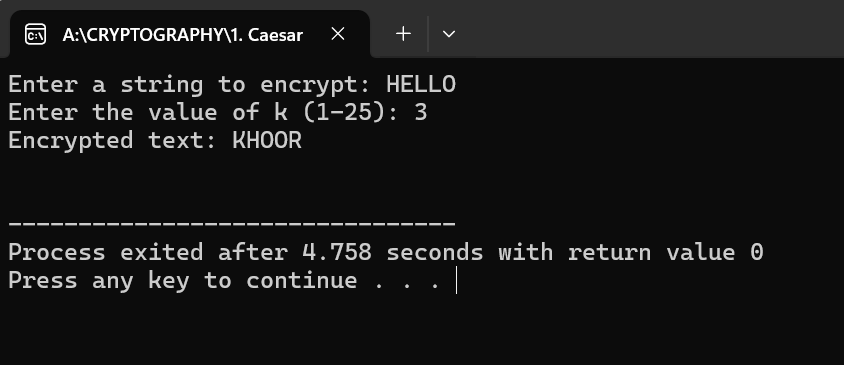 A:\CRYPTOGRAPHY\1. Caesar
Enter a string to encrypt: HELLO
Enter the value of k (1-25): 3
Encrypted text: KHOOR
--------------------------------
Process exited after 4.758 seconds with return value 0
Press any key to continue . . .